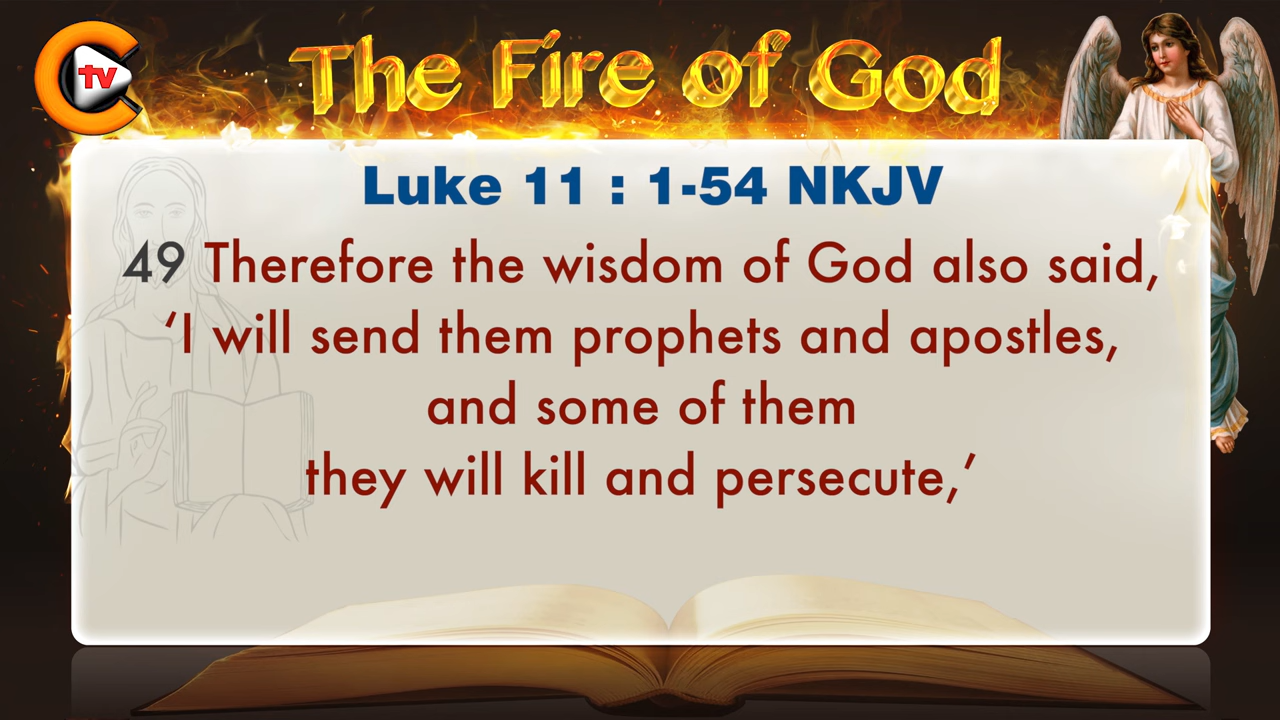 tv
The Fire of God
Luke 11 : 1-54 NKJV
49 Therefore the wisdom of God also said,
‘I will send them prophets and apostles,
and some of them
they will kill and persecute,’